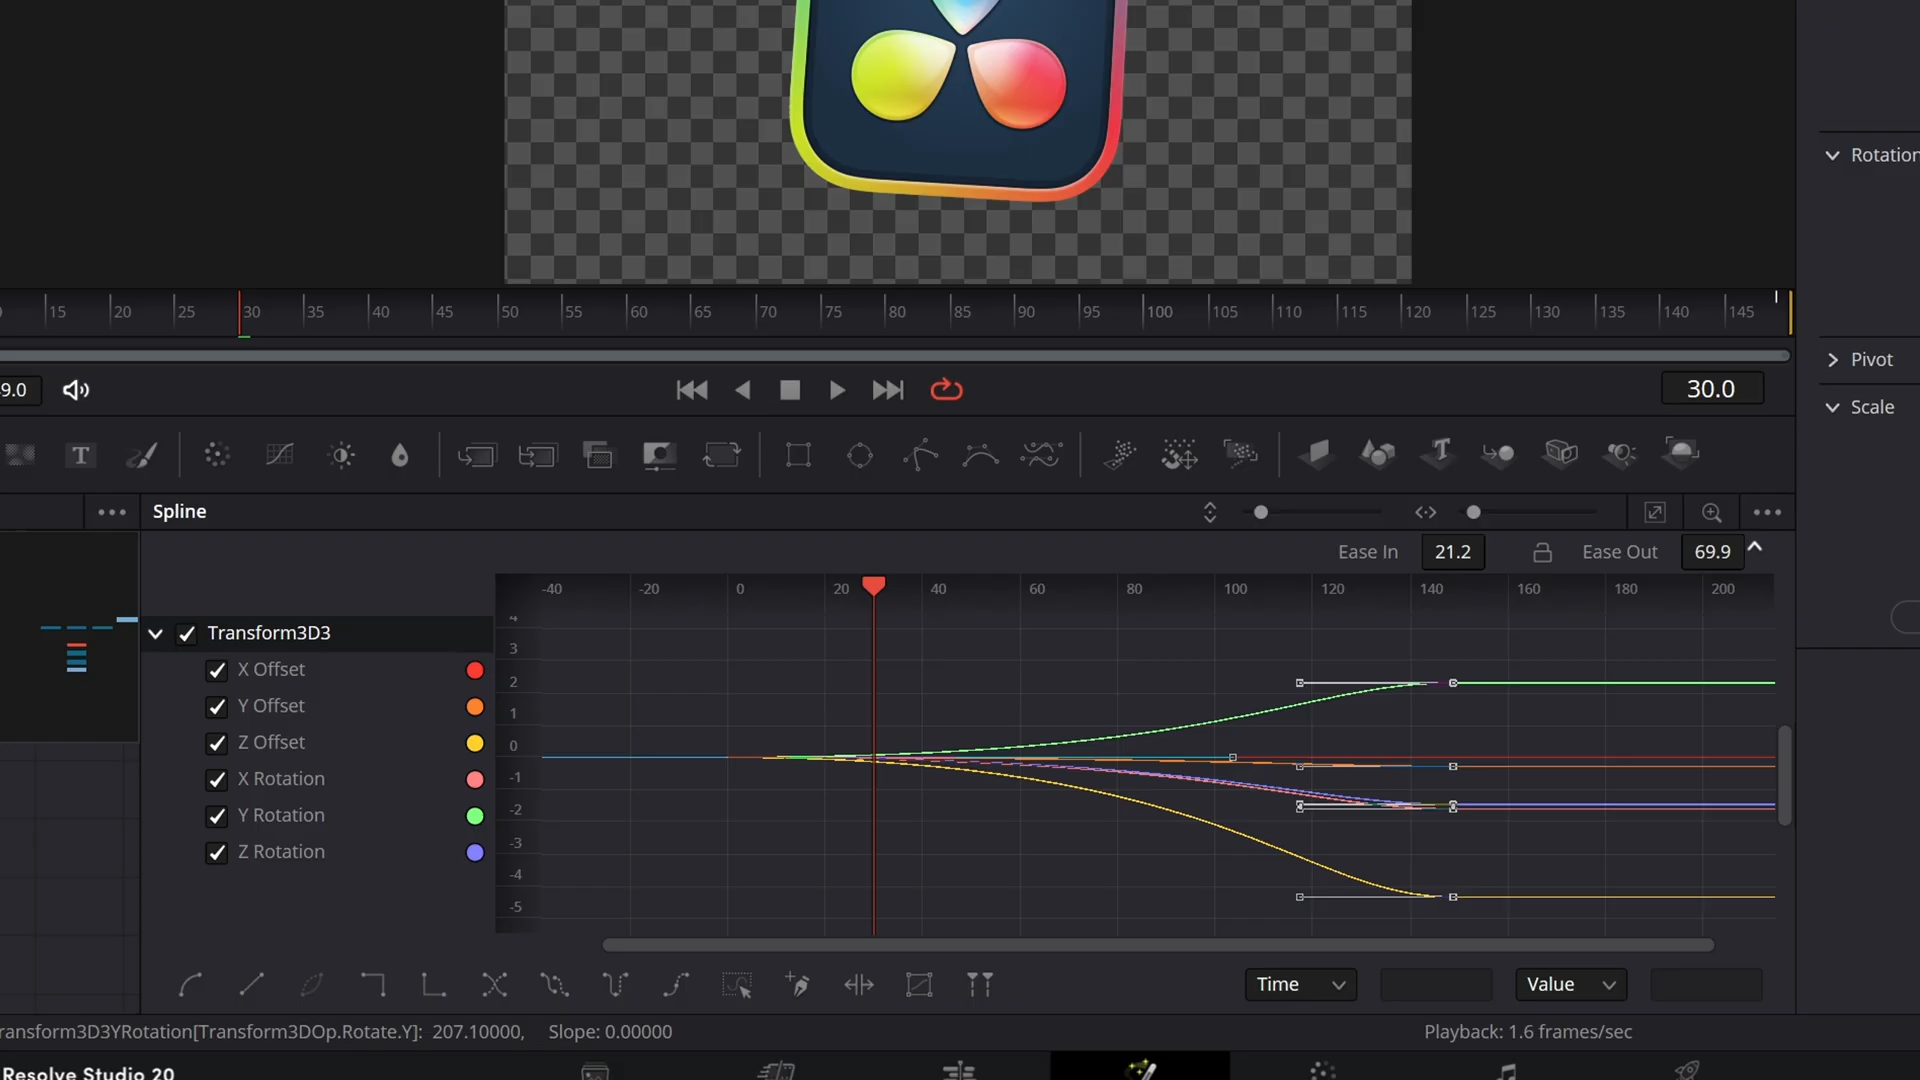 Rotation
15 20 25 30 35 40 45 50 55 60 65 70 75 80 85 90 95 100 105 110 115 120 125 130 135 140 145
Pivot
9.0
30.0
Scale
T
Spline
Ease In 21.2 Ease Out 69.9
-40 -20 0 20 40 60 80 100 120 140 160 180 200
4
Transform3D3
3
X Offset
2
Y Offset
1
Z Offset
0
X Rotation
-1
Y Rotation
-2
Z Rotation
-3
-4
-5
Time Value
ransform3D3YRotation[Transform3DOp.Rotate.Y]: 207.10000, Slope: 0.00000 Playback: 1.6 frames/sec
Resolve Studio 20